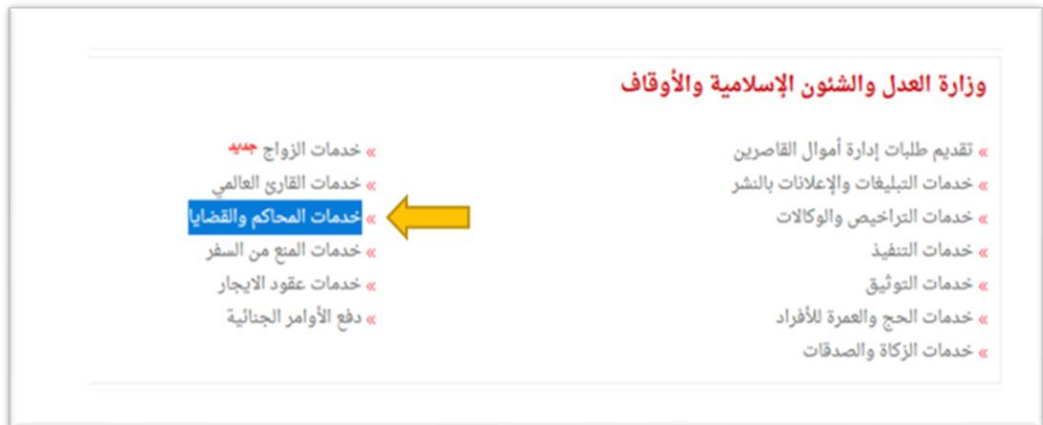 وزارة العدل والشئون الإسلامية والأوقاف
» تقديم طلبات إدارة أموال القاصرين
» خدمات التبليغات والإعلانات بالنشر
» خدمات التراخيص والوكالات
» خدمات التنفيذ
» خدمات التوثيق
» خدمات الحج والعمرة للأفراد
» خدمات الزكاة والصدقات
» خدمات الزواج جديد
» خدمات القارئ العالمي
» خدمات المحاكم والقضايا
» خدمات المنع من السفر
» خدمات عقود الايجار
» دفع الأوامر الجنائية